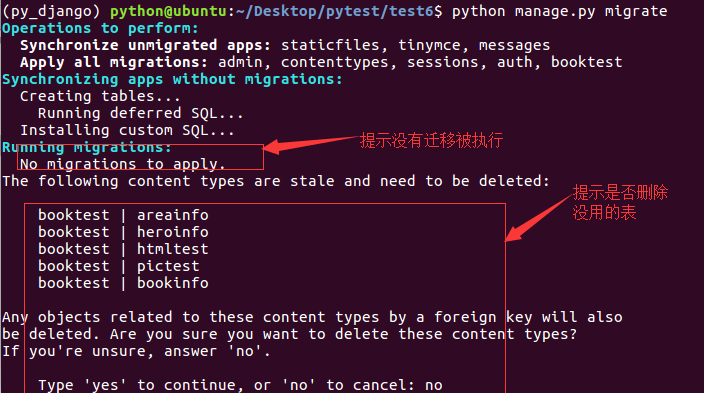 (py_django) python@ubuntu:~/Desktop/pytest/test6$ python manage.py migrate
Operations to perform:
Synchronize unmigrated apps: staticfiles, tinymce, messages
Apply all migrations: admin, contenttypes, sessions, auth, booktest
Synchronizing apps without migrations:
Creating tables...
Running deferred SQL...
Installing custom SQL...
Running migrations:
提示没有迁移被执行
No migrations to apply.
The following content types are stale and need to be deleted:
提示是否删除
没用的表
booktest | areainfo
booktest | heroinfo
booktest | htmltest
booktest | pictest
booktest | bookinfo
Any objects related to these content types by a foreign key will also
be deleted. Are you sure you want to delete these content types?
If you're unsure, answer 'no'.
Type 'yes' to continue, or 'no' to cancel: no